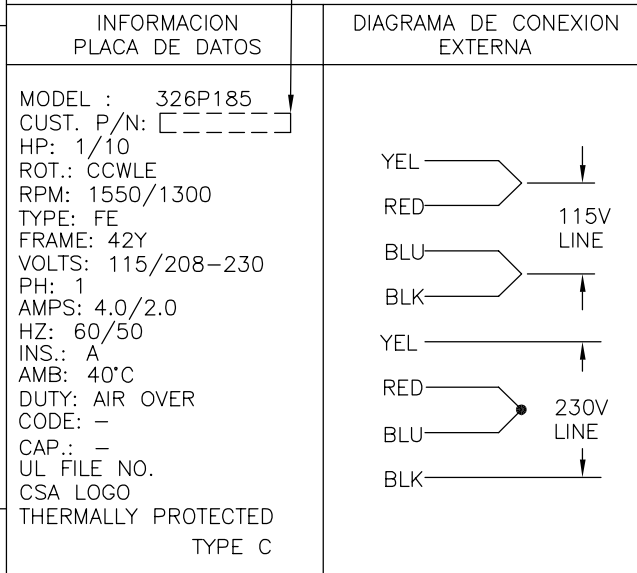 INFORMACION
PLACA DE DATOS
DIAGRAMA DE CONEXION
EXTERNA
MODEL : 326P185
CUST. P/N:
HP: 1/10
ROT.: CCWLE
RPM: 1550/1300
TYPE: FE
FRAME: 42Y
VOLTS: 115/208-230
PH: 1
AMPS: 4.0/2.0
HZ: 60/50
INS.: A
AMB: 40°C
DUTY: AIR OVER
CODE: -
CAP.: -
UL FILE NO.
CSA LOGO
THERMALLY PROTECTED
TYPE C
YEL
RED
BLU
BLK
115V
LINE
YEL
RED
BLU
BLK
230V
LINE